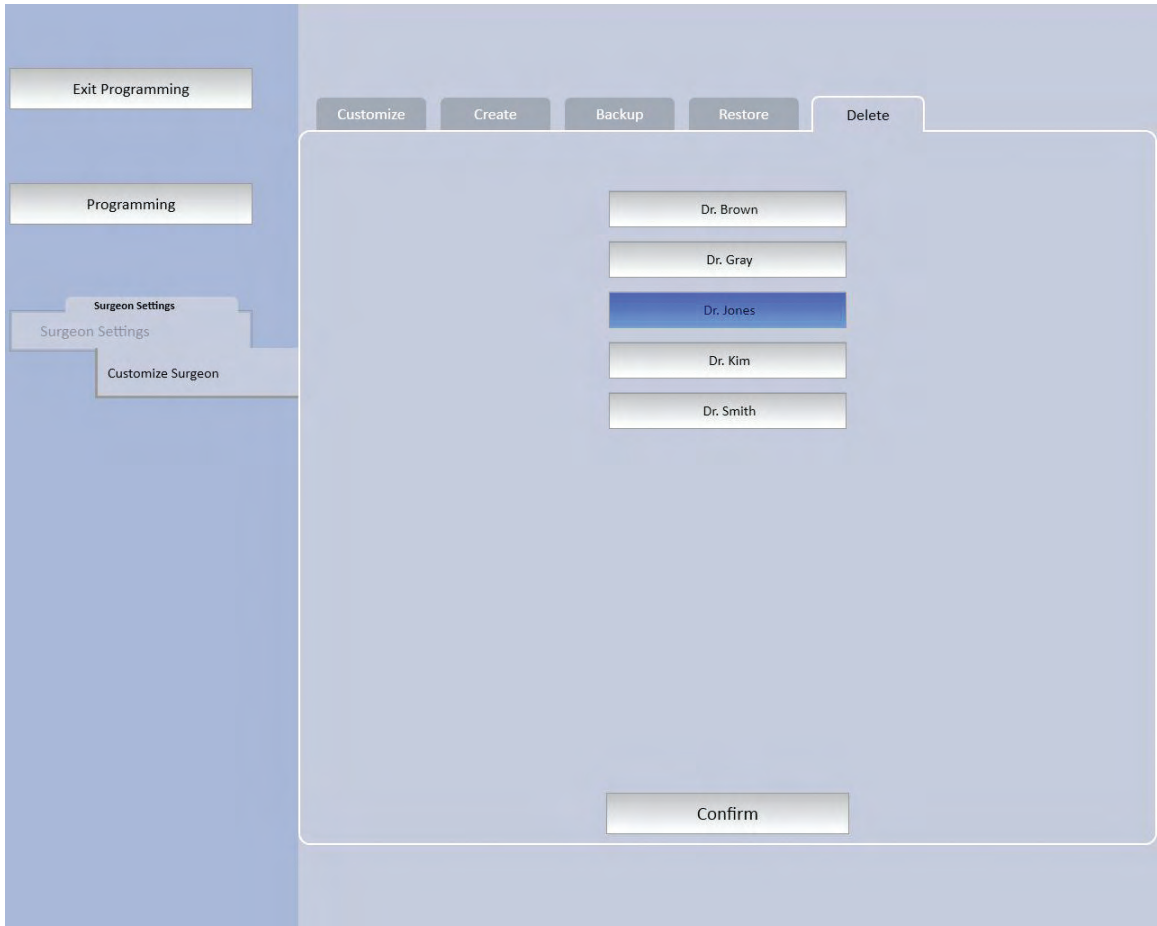 Exit Programming
Programming
Surgeon Settings
Surgeon Settings
Customize Surgeon
Customize
Create
Backup
Restore
Delete
Dr. Brown
Dr. Gray
Dr. Jones
Dr. Kim
Dr. Smith
Confirm